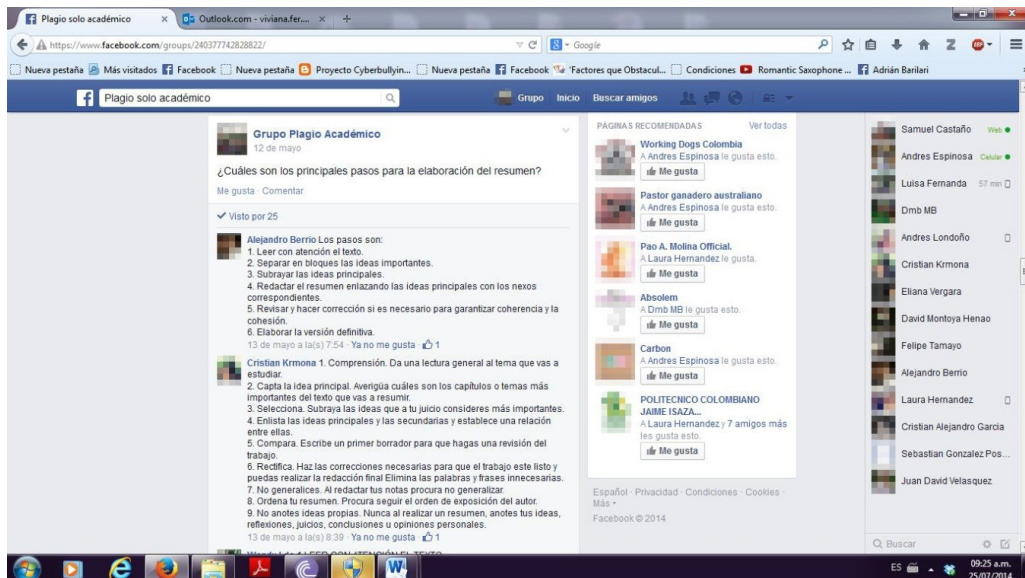 Plagio solo académico
Outlook.com - viviana.fer....
https://www.facebook.com/groups/240377742828822/
Google
Nueva pestaña
Más visitados
Facebook
Nueva pestaña
Proyecto Cyberbullyin...
Nueva pestaña
Facebook
'Factores que Obstacul...
Condiciones
Romantic Saxophone ...
Adrián Barilari
Plagio solo académico
Grupo
Inicio
Buscar amigos
Grupo Plagio Académico
12 de mayo
¿Cuáles son los principales pasos para la elaboración del resumen?
Me gusta · Comentar
Visto por 25
Alejandro Berrio Los pasos son:
1. Leer con atención el texto.
2. Separar en bloques las ideas importantes.
3. Subrayar las ideas principales.
4. Redactar el resumen enlazando las ideas principales con los nexos
correspondientes.
5. Revisar y hacer corrección si es necesario para garantizar coherencia y la
cohesión.
6. Elaborar la versión definitiva.
13 de mayo a la(s) 7:54 · Ya no me gusta · 1
Cristian Krmona 1. Comprensión. Da una lectura general al tema que vas a
estudiar.
2. Capta la idea principal. Averigüa cuáles son los capítulos o temas más
importantes del texto que vas a resumir.
3. Selecciona. Subraya las ideas que a tu juicio consideres más importantes.
4. Enlista las ideas principales y las secundarias y establece una relación
entre ellas.
5. Compara. Escribe un primer borrador para que hagas una revisión del
trabajo.
6. Rectifica. Haz las correcciones necesarias para que el trabajo este listo y
puedas realizar la redacción final Elimina las palabras y frases innecesarias.
7. No generalices. Al redactar tus notas procura no generalizar.
8. Ordena tu resumen. Procura seguir el orden de exposición del autor.
9. No anotes ideas propias. Nunca al realizar un resumen, anotes tus ideas,
reflexiones, juicios, conclusiones u opiniones personales.
13 de mayo a la(s) 8:39 · Ya no me gusta · 1
PÁGINAS RECOMENDADAS
Ver todas
Working Dogs Colombia
A Andres Espinosa le gusta esto.
Me gusta
Pastor ganadero australiano
A Andres Espinosa le gusta esto.
Me gusta
Pao A. Molina Official.
A Laura Hernandez le gusta.
Me gusta
Absolem
A Dmb MB le gusta esto.
Me gusta
Carbon
A Andres Espinosa le gusta esto.
Me gusta
POLITECNICO COLOMBIANO
JAIME ISAZA...
A Laura Hernandez y 7 amigos más
les gusta esto.
Me gusta
Español · Privacidad · Condiciones · Cookies ·
Más
Facebook © 2014
Samuel Castaño Web
Andres Espinosa Celular
Luisa Fernanda 57 min
Dmb MB
Andres Londoño
Cristian Krmona
Eliana Vergara
David Montoya Henao
Felipe Tamayo
Alejandro Berrio
Laura Hernandez
Cristian Alejandro Garcia
Sebastian Gonzalez Pos...
Juan David Velasquez
Buscar
ES
09:25 a.m.
25/07/2014